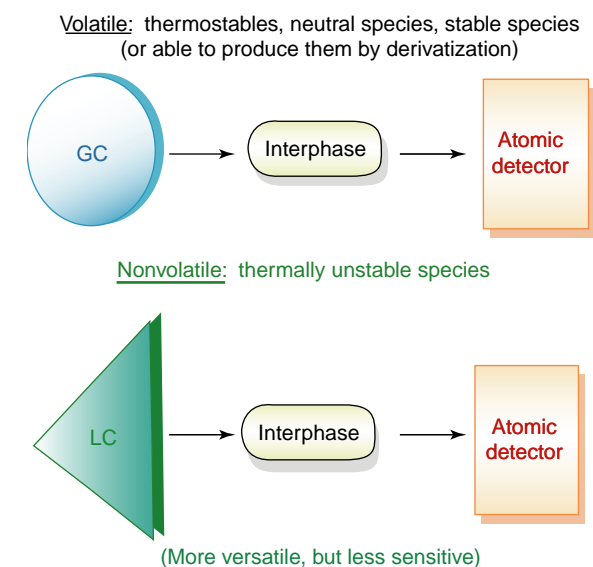 Volatile: thermostables, neutral species, stable species
(or able to produce them by derivatization)
GC
Interphase
Atomic
detector
Nonvolatile: thermally unstable species
LC
Interphase
Atomic
detector
(More versatile, but less sensitive)